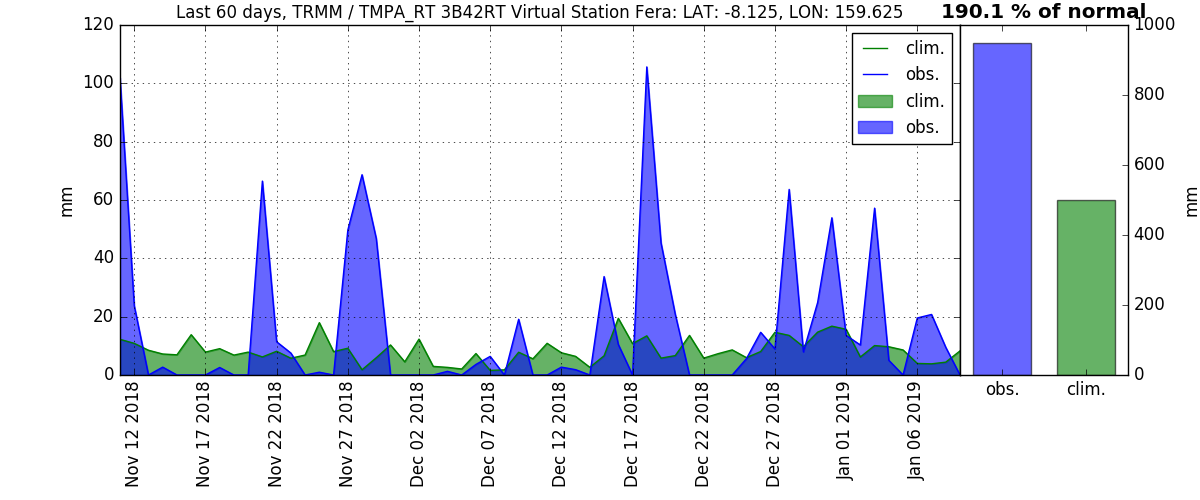 Last 60 days, TRMM / TMPA_RT 3B42RT Virtual Station Fera: LAT: -8.125, LON: 159.625
190.1 % of normal
120
100
80
60
40
20
0
mm
clim.
obs.
clim.
obs.
Nov 12 2018
Nov 17 2018
Nov 22 2018
Nov 27 2018
Dec 02 2018
Dec 07 2018
Dec 12 2018
Dec 17 2018
Dec 22 2018
Dec 27 2018
Jan 01 2019
Jan 06 2019
1000
800
600
400
200
0
mm
obs.
clim.